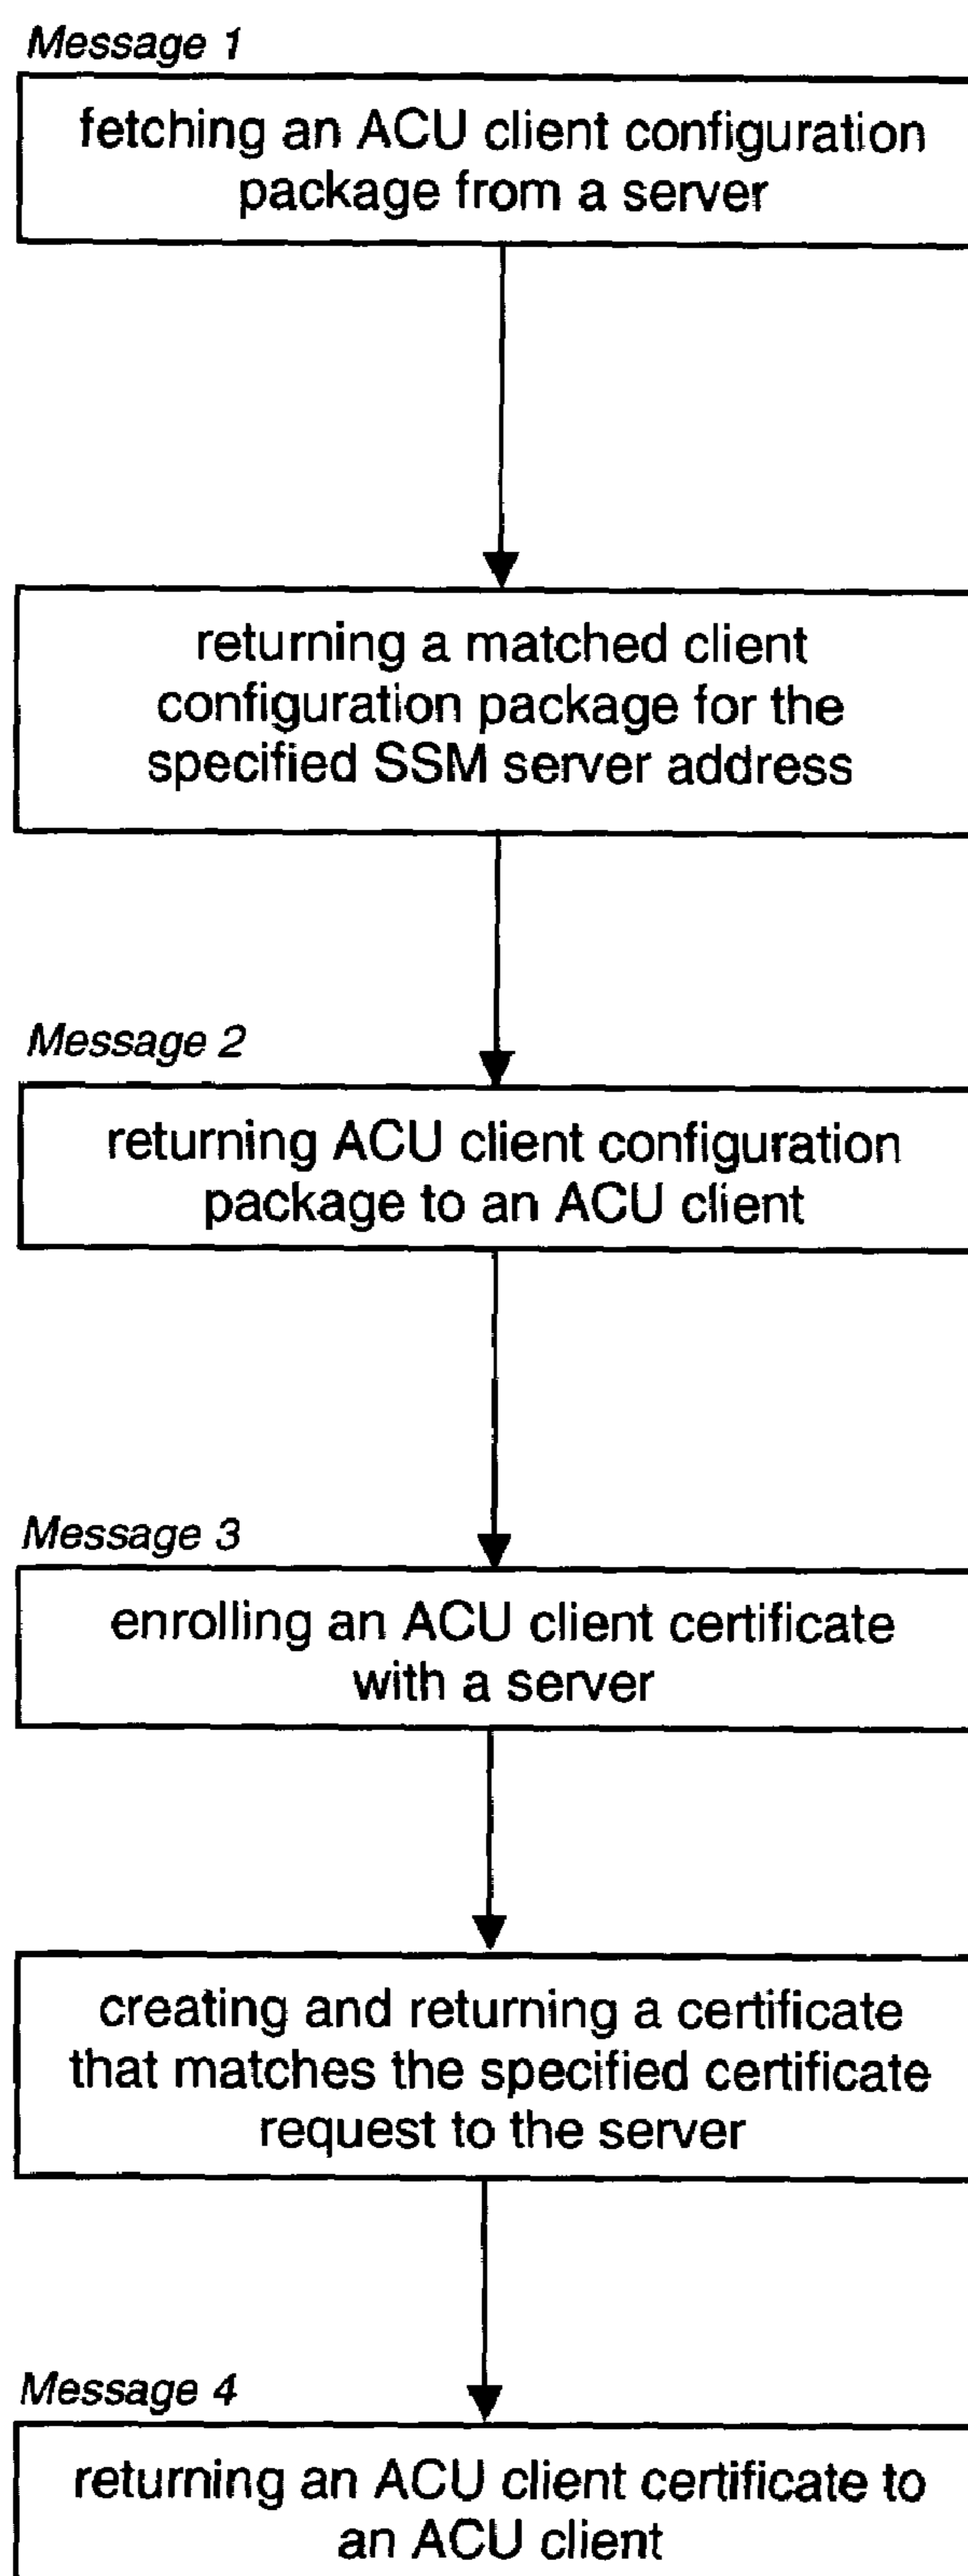 Message 1
fetching an ACU client configuration
package from a server
returning a matched client
configuration package for the
specified SSM server address
Message 2
returning ACU client configuration
package to an ACU client
Message 3
enrolling an ACU client certificate
with a server
creating and returning a certificate
that matches the specified certificate
request to the server
Message 4
returning an ACU client certificate to
an ACU client